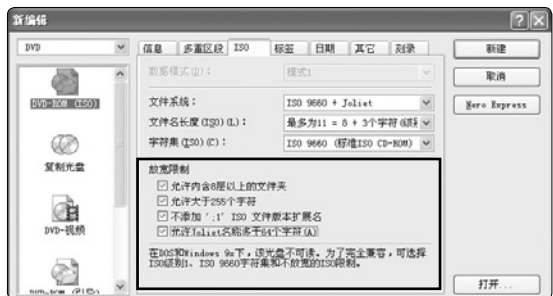 新编辑
DVD
信息 多重区段 ISO 标签 日期 其它 刻录
新建
数据模式(D)： 模式1
取消
DVD-ROM (ISO)
文件系统： ISO 9660 + Joliet
Nero Express
文件名长度(ISO)(L)： 最多为11 = 8 + 3个字符(级别
字符集(ISO)(C)： ISO 9660 (标准ISO CD-ROM)
复制光盘
放宽限制
允许内含8层以上的文件夹
允许大于255个字符
不添加 ';1' ISO 文件版本扩展名
允许Joliet名称多于64个字符(A)
DVD-视频
在DOS和Windows 9x下，该光盘不可读。为了完全兼容，可选择
ISO级别1、ISO 9660字符集和不放宽的ISO限制。
打开...